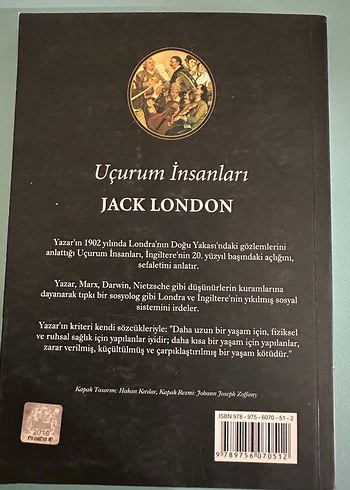 Uçurum İnsanları
JACK LONDON
Yazar'ın 1902 yılında Londra'nın Doğu Yakası'ndaki gözlemlerini
anlattığı Uçurum İnsanları, İngiltere'nin 20. yüzyıl başındaki açlığını,
sefaletini anlatır.
Yazar, Marx, Darwin, Nietzsche gibi düşünürlerin kuramlarına
dayanarak tıpkı bir sosyolog gibi Londra ve İngiltere'nin yıkılmış sosyal
sistemini irdeler.
Yazar'ın kriteri kendi sözcükleriyle: "Daha uzun bir yaşam için, fiziksel
ve ruhsal sağlık için yapılanlar iyidir; daha kısa bir yaşam için yapılanlar,
zarar verilmiş, küçültülmüş ve çarpıklaştırılmış bir yaşam kötüdür."
Kapak Tasarım: Hakan Kırdar, Kapak Resmi: Johann Joseph Zoffany
ISBN 978 - 975 - 6070 - 51 - 2
9 789756 070512
2016